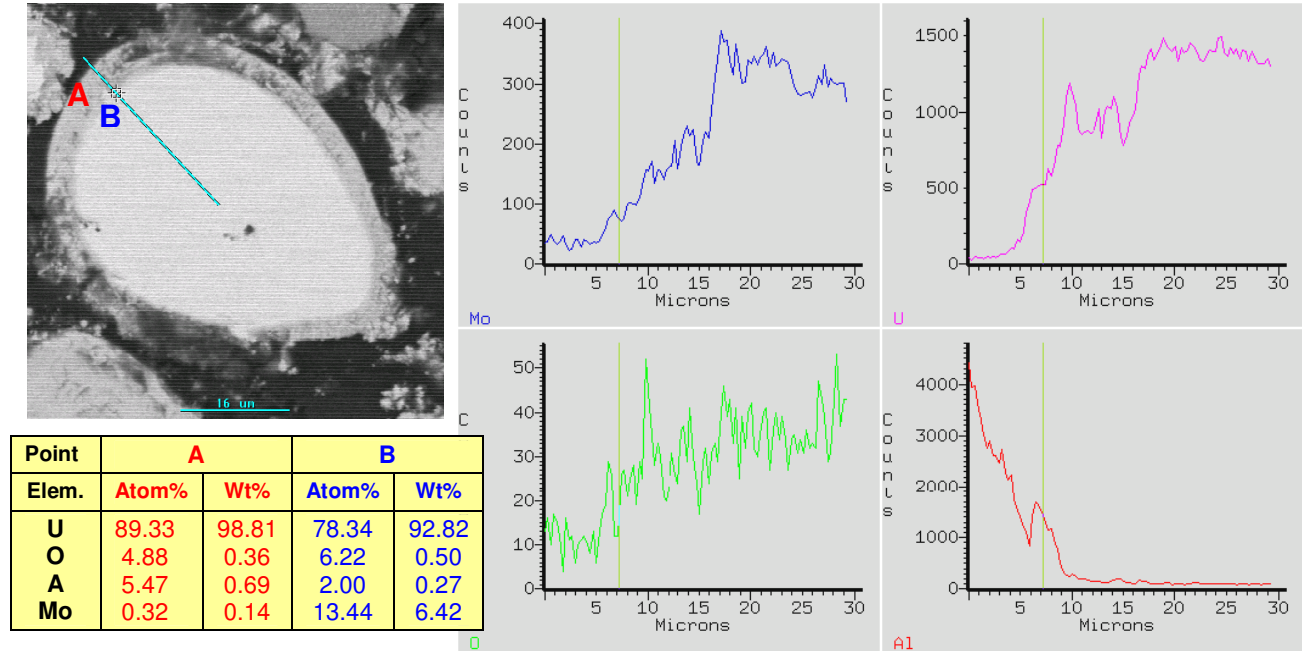 A
B
16 um
Point A B
Elem. Atom% Wt% Atom% Wt%
U 89.33 98.81 78.34 92.82
O 4.88 0.36 6.22 0.50
A 5.47 0.69 2.00 0.27
Mo 0.32 0.14 13.44 6.42
400
300
200
100
0
Counts
5 10 15 20 25 30
Microns
Mo
1500
1000
500
0
Counts
5 10 15 20 25 30
Microns
U
50
40
30
20
10
0
Counts
5 10 15 20 25 30
Microns
O
4000
3000
2000
1000
0
Counts
5 10 15 20 25 30
Microns
Al